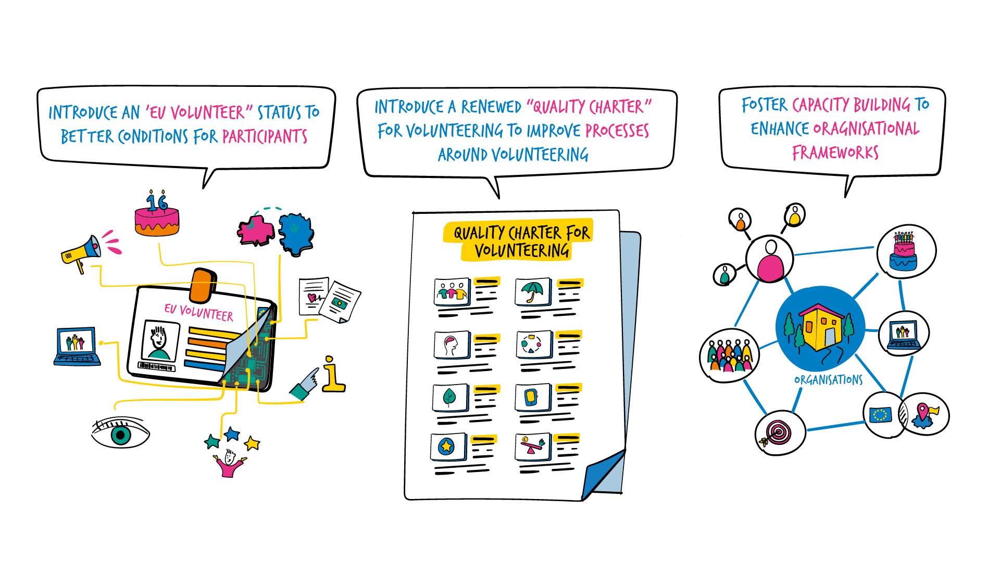 INTRODUCE AN 'EU VOLUNTEER" STATUS TO
BETTER CONDITIONS FOR PARTICIPANTS
INTRODUCE A RENEWED "QUALITY CHARTER"
FOR VOLUNTEERING TO IMPROVE PROCESSES
AROUND VOLUNTEERING
FOSTER CAPACITY BUILDING TO
ENHANCE ORAGNISATIONAL
FRAMEWORKS
16
EU VOLUNTEER
i
QUALITY CHARTER FOR
VOLUNTEERING
ORGANISATIONS